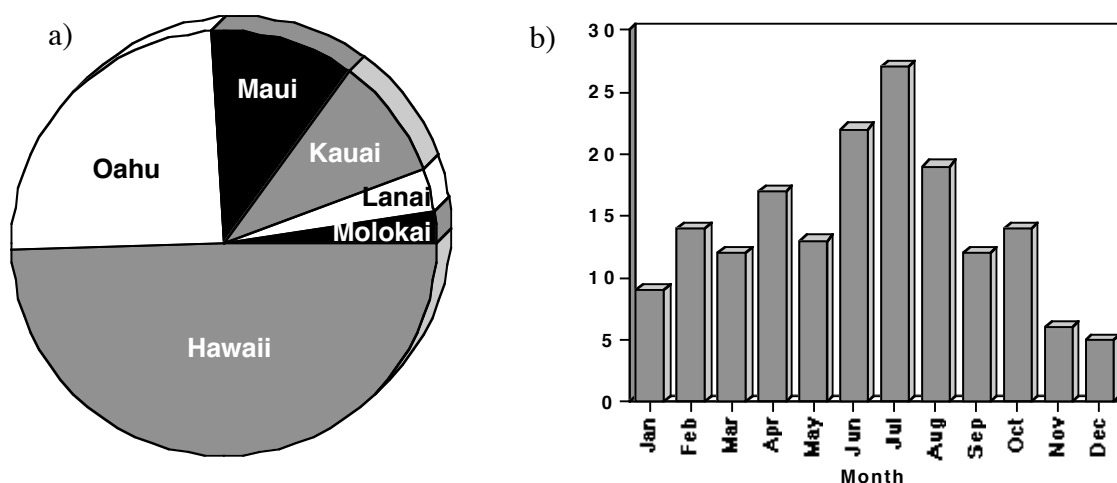 a)
Maui
Kauai
Oahu
Lanai
Molokai
Hawaii
b)
30
25
20
15
10
5
0
Jan
Feb
Mar
Apr
May
Jun
Jul
Aug
Sep
Oct
Nov
Dec
Month